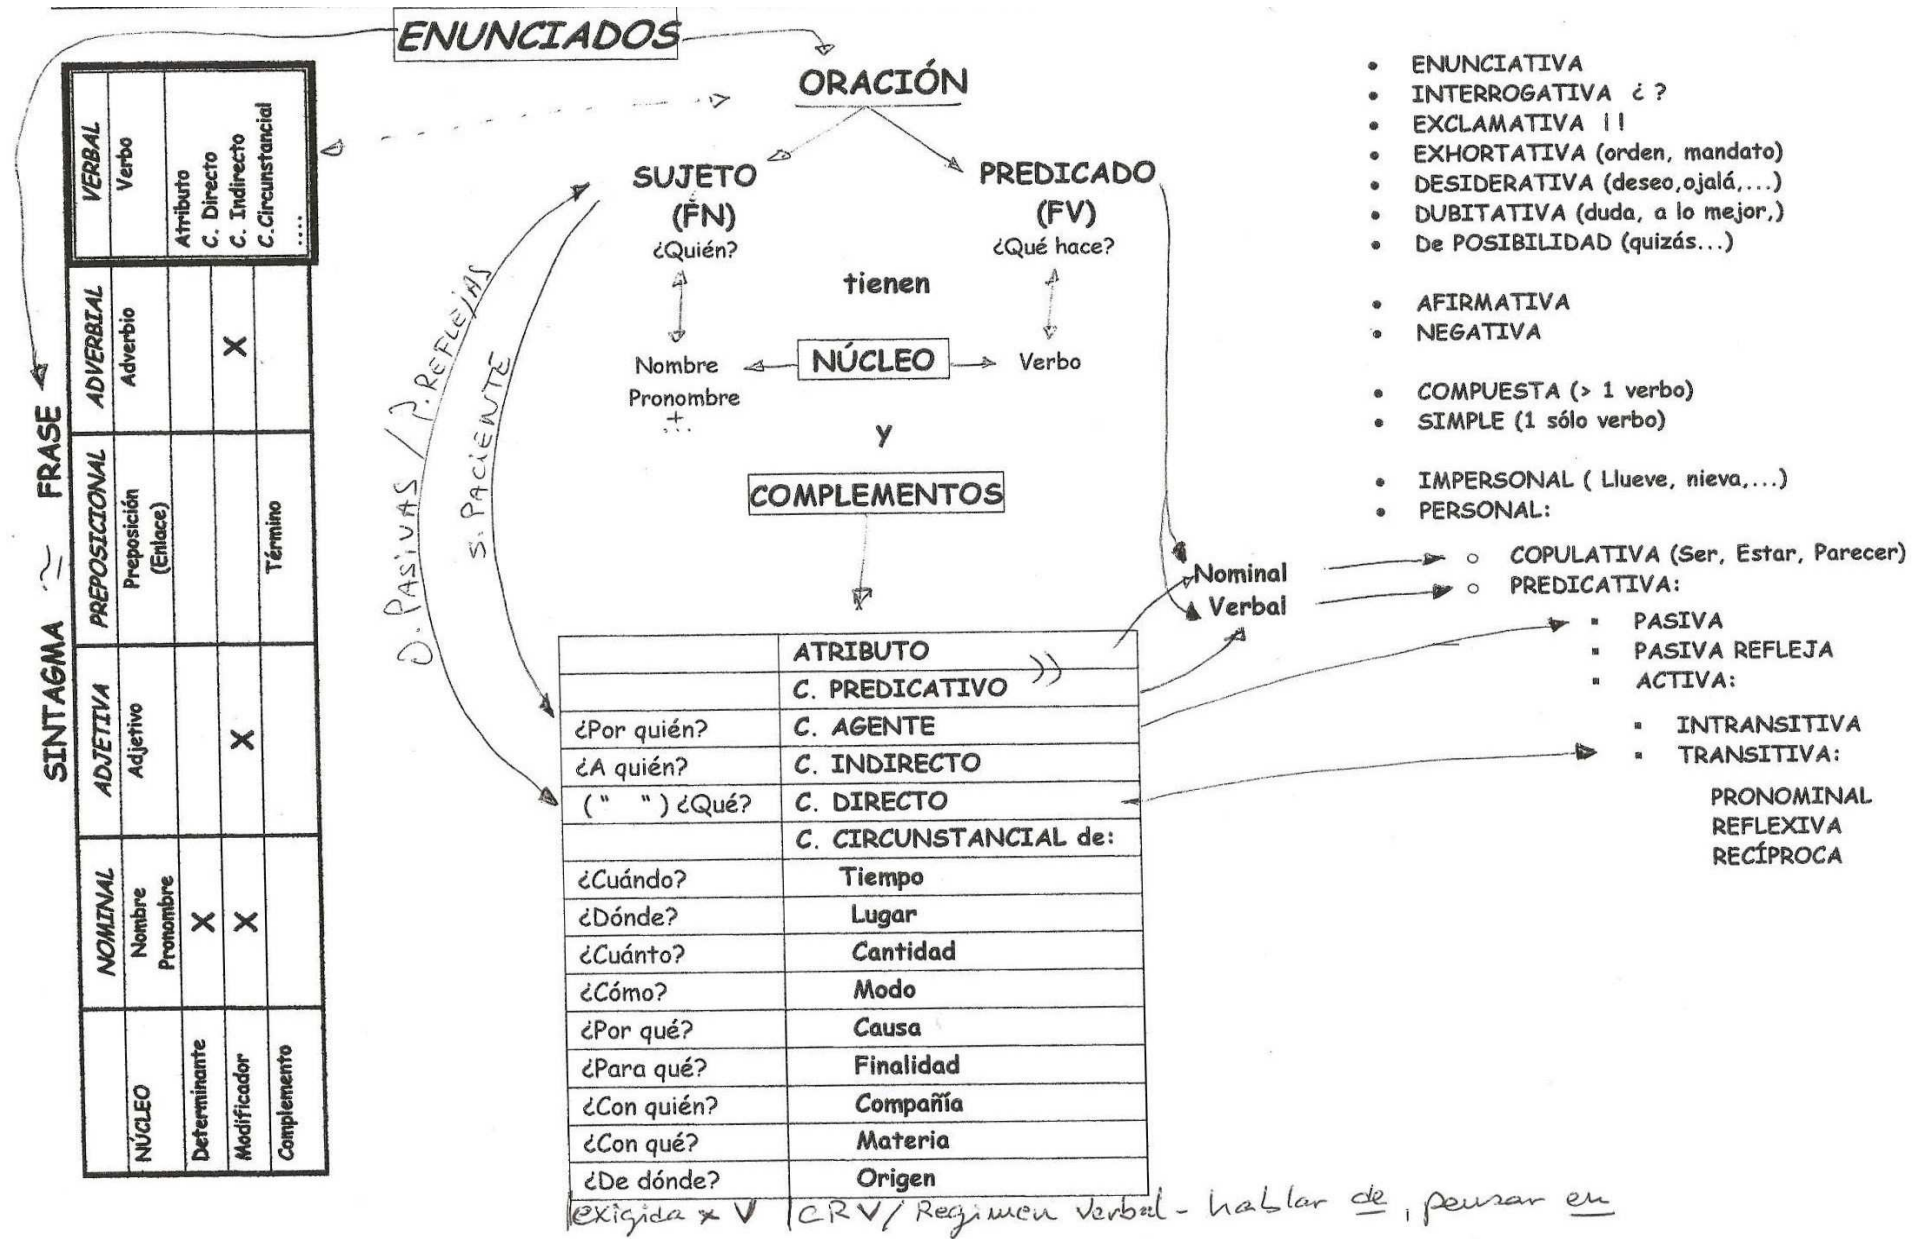 ENUNCIADOS
ORACIÓN
SUJETO
(FN)
¿Quién?
PREDICADO
(FV)
¿Qué hace?
tienen
Nombre
Pronombre
+
...
NÚCLEO
Verbo
y
COMPLEMENTOS
O. PASIVAS / P. REFLEJAS
S. PACIENTE
Nominal
Verbal
ATRIBUTO
C. PREDICATIVO
¿Por quién? C. AGENTE
¿A quién? C. INDIRECTO
(" ") ¿Qué? C. DIRECTO
C. CIRCUNSTANCIAL de:
¿Cuándo? Tiempo
¿Dónde? Lugar
¿Cuánto? Cantidad
¿Cómo? Modo
¿Por qué? Causa
¿Para qué? Finalidad
¿Con quién? Compañía
¿Con qué? Materia
¿De dónde? Origen
exigida x V CRV/ Regimen Verbal - hablar de, pensar en
• ENUNCIATIVA
• INTERROGATIVA ¿ ?
• EXCLAMATIVA ¡!
• EXHORTATIVA (orden, mandato)
• DESIDERATIVA (deseo,ojalá,...)
• DUBITATIVA (duda, a lo mejor,)
• De POSIBILIDAD (quizás...)
• AFIRMATIVA
• NEGATIVA
• COMPUESTA (> 1 verbo)
• SIMPLE (1 sólo verbo)
• IMPERSONAL ( Llueve, nieva,...)
• PERSONAL:
○ COPULATIVA (Ser, Estar, Parecer)
○ PREDICATIVA:
▪ PASIVA
▪ PASIVA REFLEJA
▪ ACTIVA:
▪ INTRANSITIVA
▪ TRANSITIVA:
PRONOMINAL
REFLEXIVA
RECÍPROCA
SINTAGMA ≃ FRASE
NOMINAL ADJETIVA PREPOSICIONAL ADVERBIAL VERBAL
NÚCLEO Nombre Adjetivo Preposición Adverbio Verbo
Pronombre (Enlace)
Determinante X Atributo
C. Directo
Modificador X X X C. Indirecto
C.Circunstancial
Complemento Término ....